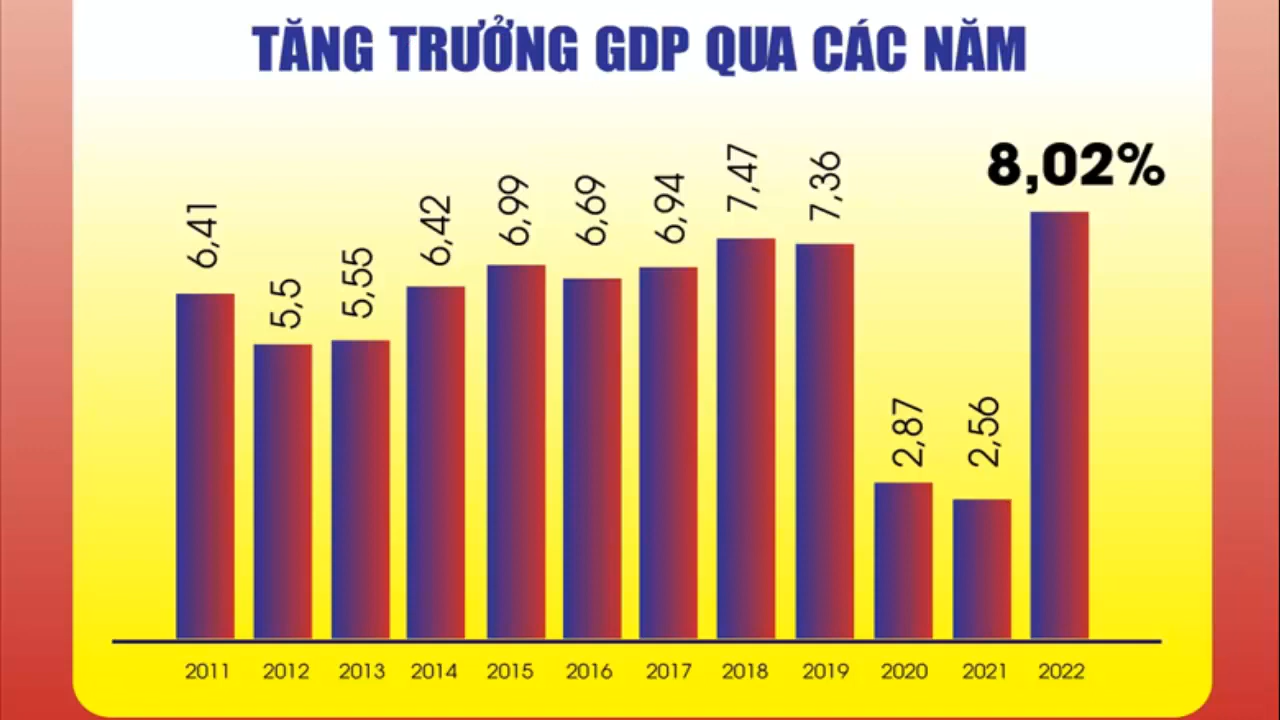 TĂNG TRƯỞNG GDP QUA CÁC NĂM
8,02%
6,41 5,5 5,55 6,42 6,99 6,69 6,94 7,47 7,36 2,87 2,56
2011 2012 2013 2014 2015 2016 2017 2018 2019 2020 2021 2022